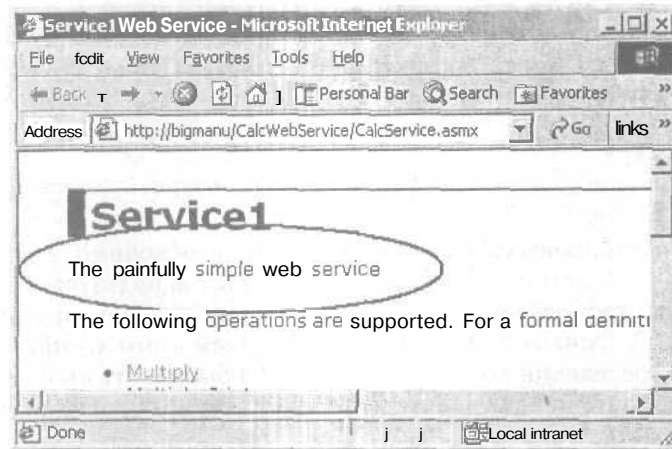 Service1 Web Service - Microsoft Internet Explorer
File fcdit View Favorites Tools Help
Back т ] Personal Bar Search Favorites »
Address http://bigmanu/CalcWebService/CalcService.asmx Go links »
Service1
The painfully simple web service
The following operations are supported. For a formal definiti
• Multiply
Done j j Local intranet